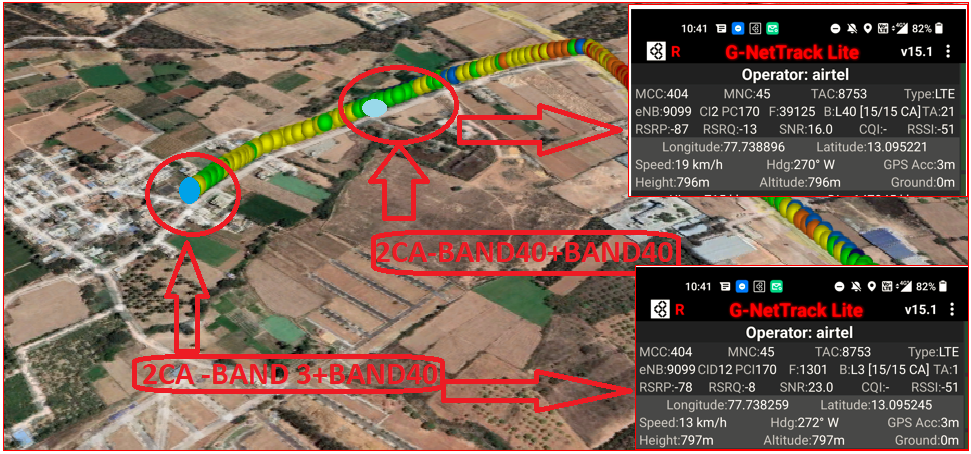 10:41 4G 82%
R G-NetTrack Lite v15.1
Operator: airtel
MCC:404 MNC:45 TAC:8753 Type:LTE
eNB:9099 CI2 PC170 F:39125 B:L40 [15/15 CA] TA:21
RSRP:-87 RSRQ:-13 SNR:16.0 CQI:- RSSI:-51
Longitude:77.738896 Latitude:13.095221
Speed:19 km/h Hdg:270° W GPS Acc:3m
Height:796m Altitude:796m Ground:0m
2CA-BAND40+BAND40
10:41 4G 82%
R G-NetTrack Lite v15.1
Operator: airtel
MCC:404 MNC:45 TAC:8753 Type:LTE
eNB:9099 CID12 PCI170 F:1301 B:L3 [15/15 CA] TA:1
RSRP:-78 RSRQ:-8 SNR:23.0 CQI:- RSSI:-51
Longitude:77.738259 Latitude:13.095245
Speed:13 km/h Hdg:272° W GPS Acc:3m
Height:797m Altitude:797m Ground:0m
2CA -BAND 3+BAND40